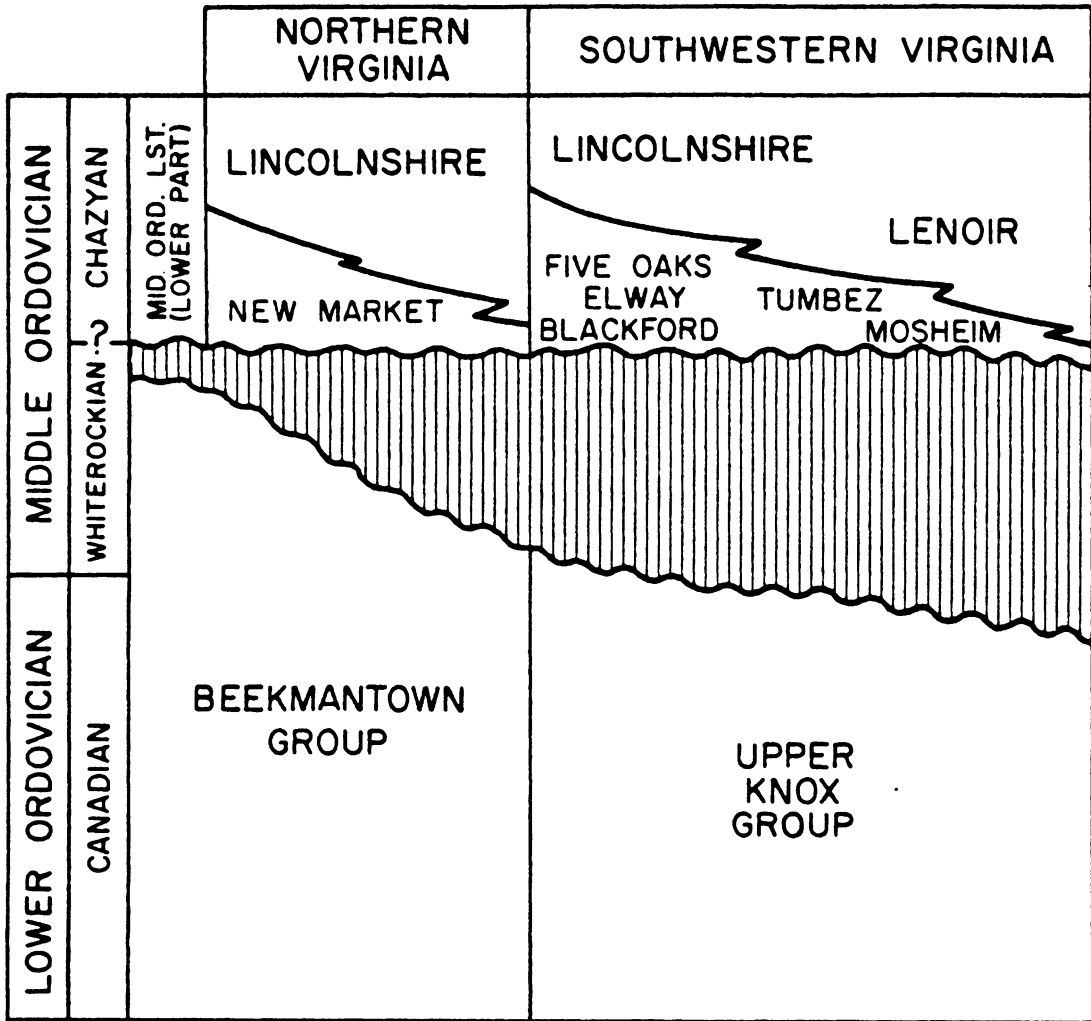 NORTHERN
VIRGINIA
SOUTHWESTERN VIRGINIA
MIDDLE ORDOVICIAN
CHAZYAN
?
WHITEROCKIAN
LOWER ORDOVICIAN
CANADIAN
MID. ORD. LST.
(LOWER PART)
LINCOLNSHIRE
NEW MARKET
LINCOLNSHIRE
LENOIR
FIVE OAKS
ELWAY
BLACKFORD
TUMBEZ
MOSHEIM
BEEKMANTOWN
GROUP
UPPER
KNOX
GROUP